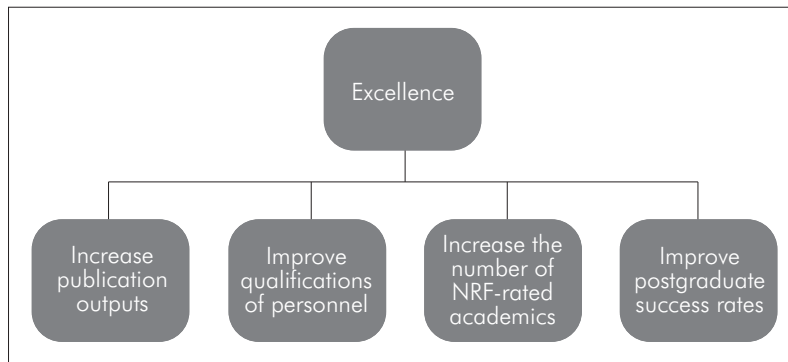 Excellence
Increase
publication
outputs
Improve
qualifications
of personnel
Increase the
number of
NRF-rated
academics
Improve
postgraduate
success rates